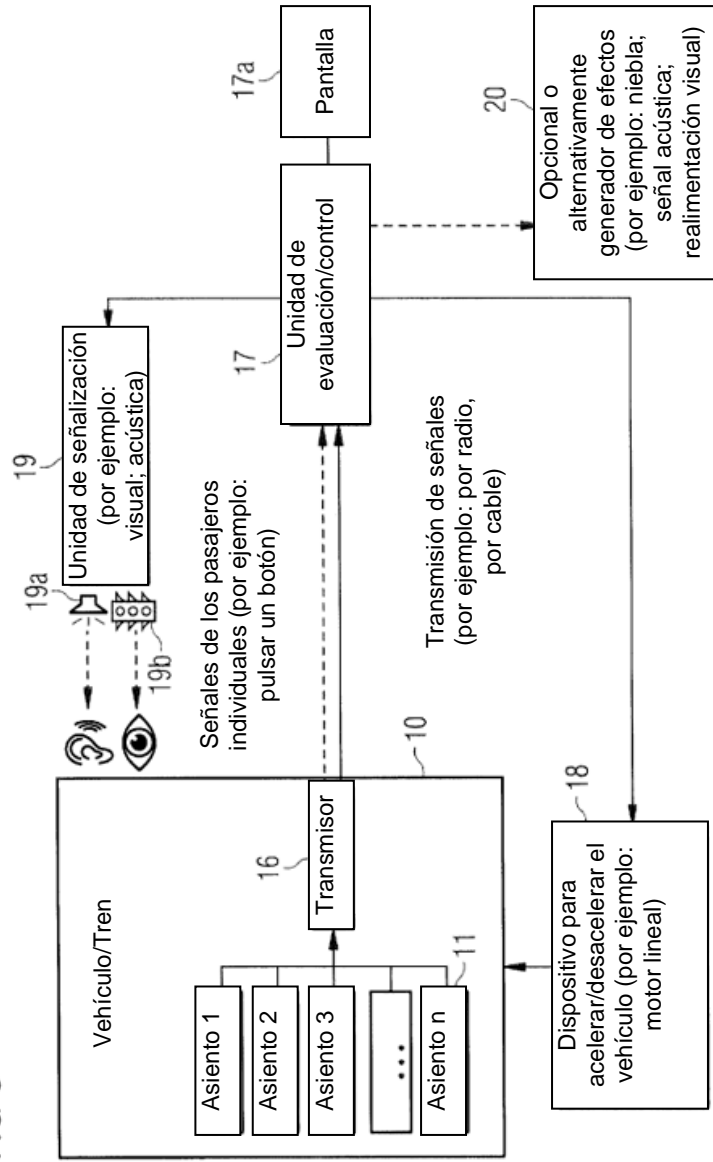 Vehículo/Tren
Asiento 1
Asiento 2
Asiento 3
...
Asiento n
11
Transmisor
16
10
Dispositivo para
acelerar/desacelerar el
vehículo (por ejemplo:
motor lineal)
18
19a
19b
Unidad de señalización
(por ejemplo:
visual; acústica)
19
Señales de los pasajeros
individuales (por ejemplo:
pulsar un botón)
Transmisión de señales
(por ejemplo: por radio,
por cable)
Unidad de
evaluación/control
17
Pantalla
17a
Opcional o
alternativamente
generador de efectos
(por ejemplo: niebla;
señal acústica;
realimentación visual)
20